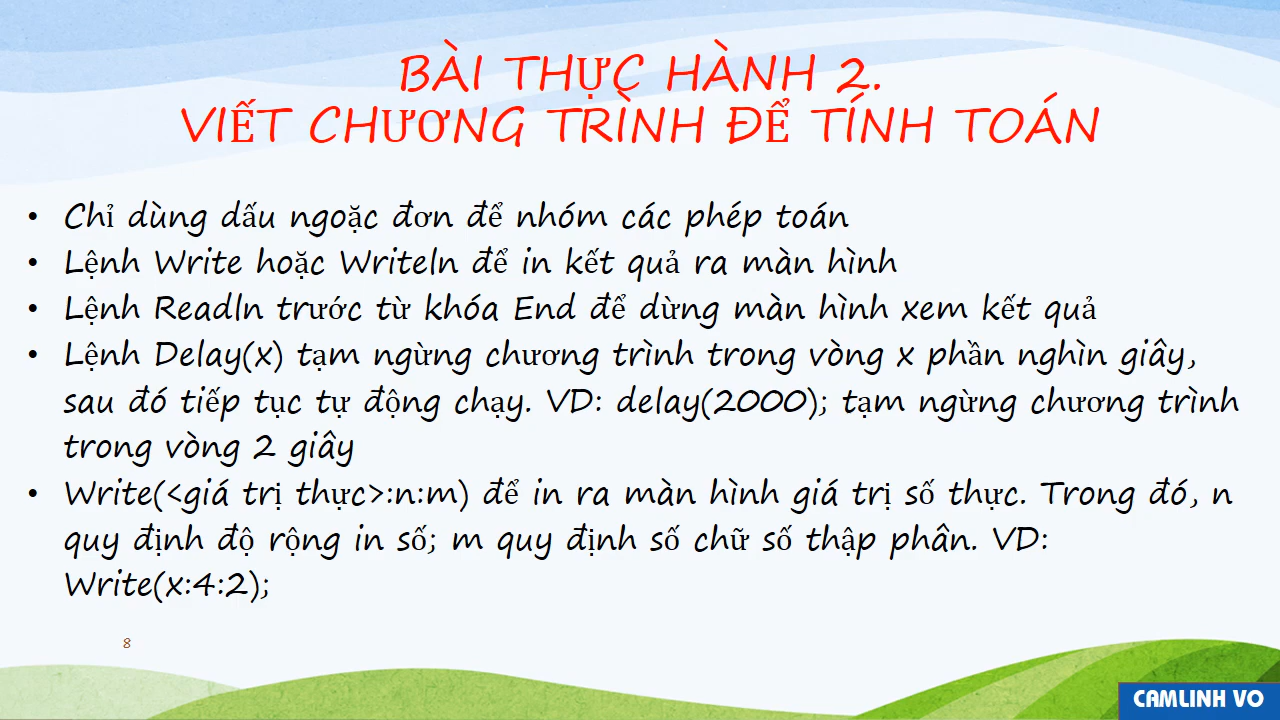 BÀI THỰC HÀNH 2.
VIẾT CHƯƠNG TRÌNH ĐỂ TÍNH TOÁN
• Chỉ dùng dấu ngoặc đơn để nhóm các phép toán
• Lệnh Write hoặc Writeln để in kết quả ra màn hình
• Lệnh Readln trước từ khóa End để dừng màn hình xem kết quả
• Lệnh Delay(x) tạm ngừng chương trình trong vòng x phần nghìn giây,
sau đó tiếp tục tự động chạy. VD: delay(2000); tạm ngừng chương trình
trong vòng 2 giây
• Write(<giá trị thực>:n:m) để in ra màn hình giá trị số thực. Trong đó, n
quy định độ rộng in số; m quy định số chữ số thập phân. VD:
Write(x:4:2);
8
CAMLINH VO